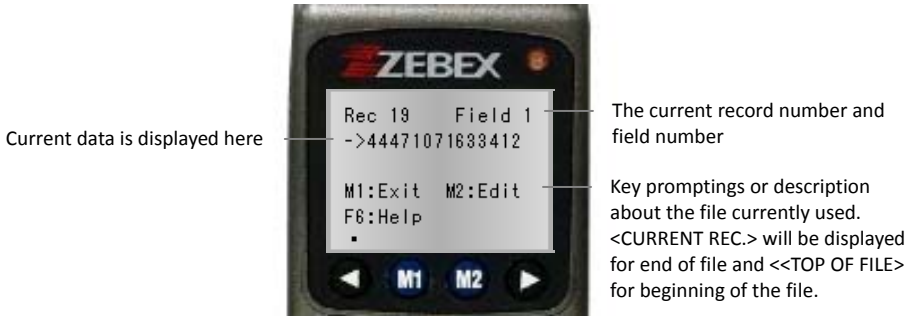 ZEBEX
Current data is displayed here
Rec 19 Field 1
->44471071633412
M1:Exit M2:Edit
F6:Help
M1 M2
The current record number and
field number
Key promptings or description
about the file currently used.
<CURRENT REC.> will be displayed
for end of file and <<TOP OF FILE>
for beginning of the file.